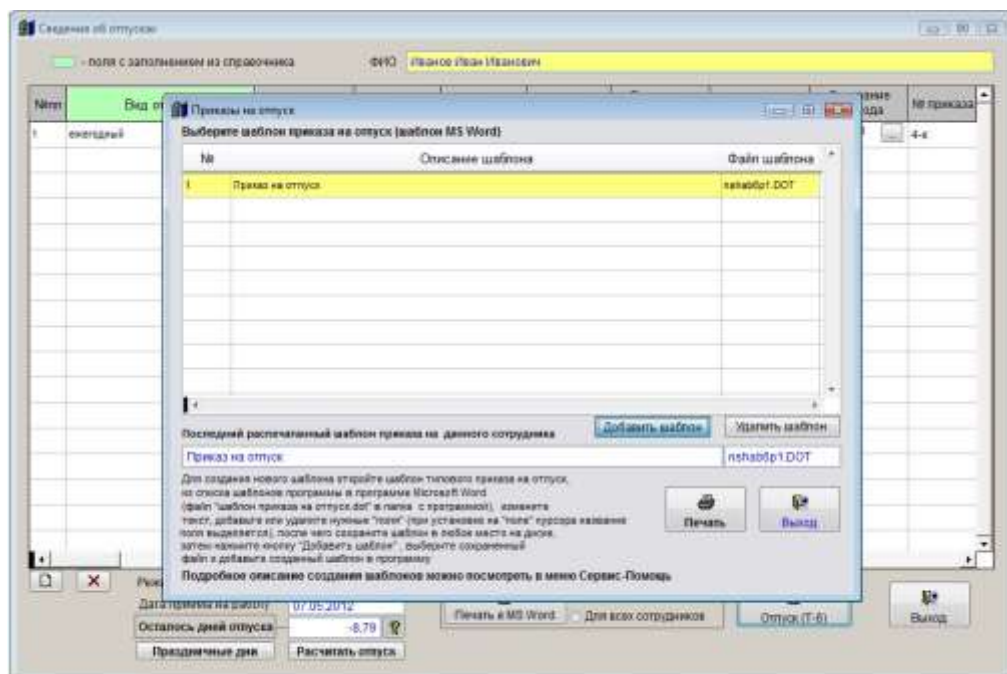 Сведения об отпусках
- поля с заполнением из справочника
ФИО
Иванов Иван Иванович
№пп
Вид от
№ приказа
1
ежегодный
...
4-к
Приказы на отпуск
Выберите шаблон приказа на отпуск (шаблон MS Word)
№
Описание шаблона
Файл шаблона
1
Приказ на отпуск
nshabбp1.DOT
Добавить шаблон
Удалить шаблон
Последний распечатанный шаблон приказа на данного сотрудника
Приказ на отпуск
nshabбp1.DOT
Для создания нового шаблона откройте шаблон типового приказа на отпуск,
из списка шаблонов программы в программе Microsoft Word
(файл "шаблон приказа на отпуск.dot" в папке с программой), измените
текст, добавьте или удалите нужные "поля" (при установке на "поле" курсора название
поля выделяется), после чего сохраните шаблон в любое место на диске,
затем нажмите кнопку "Добавить шаблон", выберите сохраненный
файл и добавьте созданный шаблон в программу
Подробное описание создания шаблонов можно посмотреть в меню Сервис-Помощь
Печать
Выход
Дата приема на работу
07.05.2012
Осталось дней отпуска
-8,79
?
Праздничные дни
Расчитать отпуск
Печать в MS Word
Для всех сотрудников
Отпуск (Т-6)
Выход